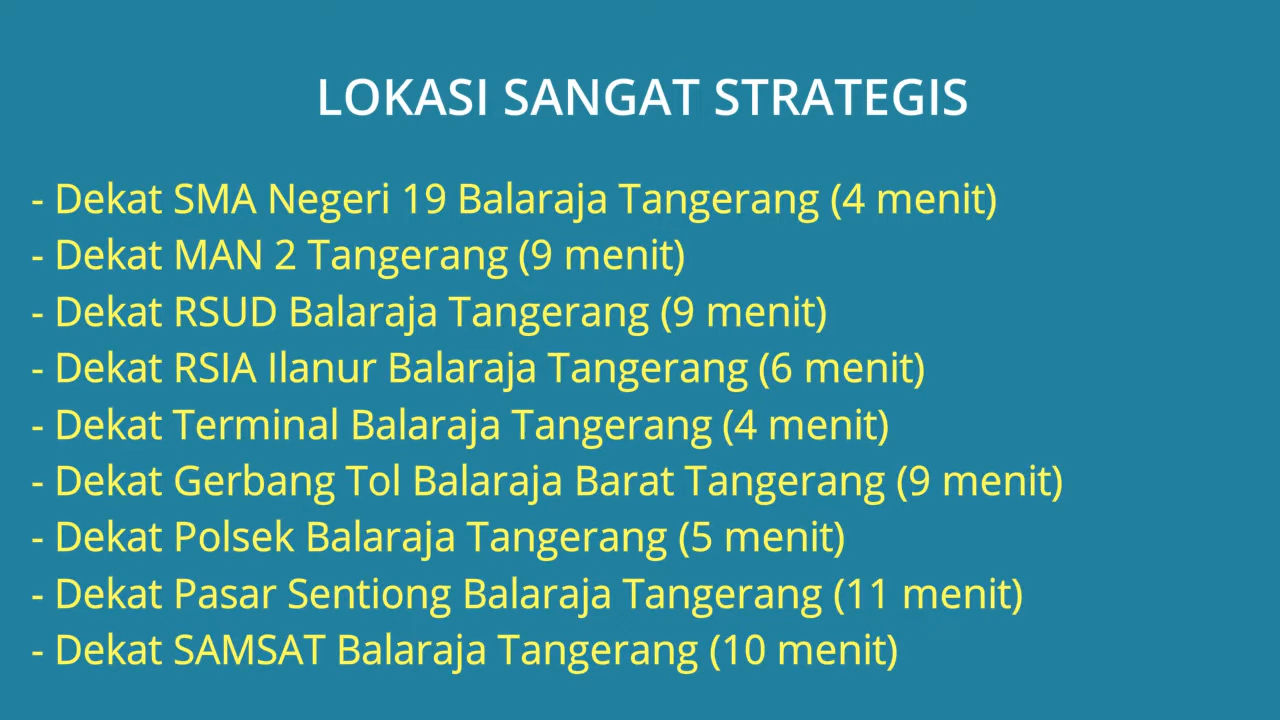 LOKASI SANGAT STRATEGIS
- Dekat SMA Negeri 19 Balaraja Tangerang (4 menit)
- Dekat MAN 2 Tangerang (9 menit)
- Dekat RSUD Balaraja Tangerang (9 menit)
- Dekat RSIA Ilanur Balaraja Tangerang (6 menit)
- Dekat Terminal Balaraja Tangerang (4 menit)
- Dekat Gerbang Tol Balaraja Barat Tangerang (9 menit)
- Dekat Polsek Balaraja Tangerang (5 menit)
- Dekat Pasar Sentiong Balaraja Tangerang (11 menit)
- Dekat SAMSAT Balaraja Tangerang (10 menit)